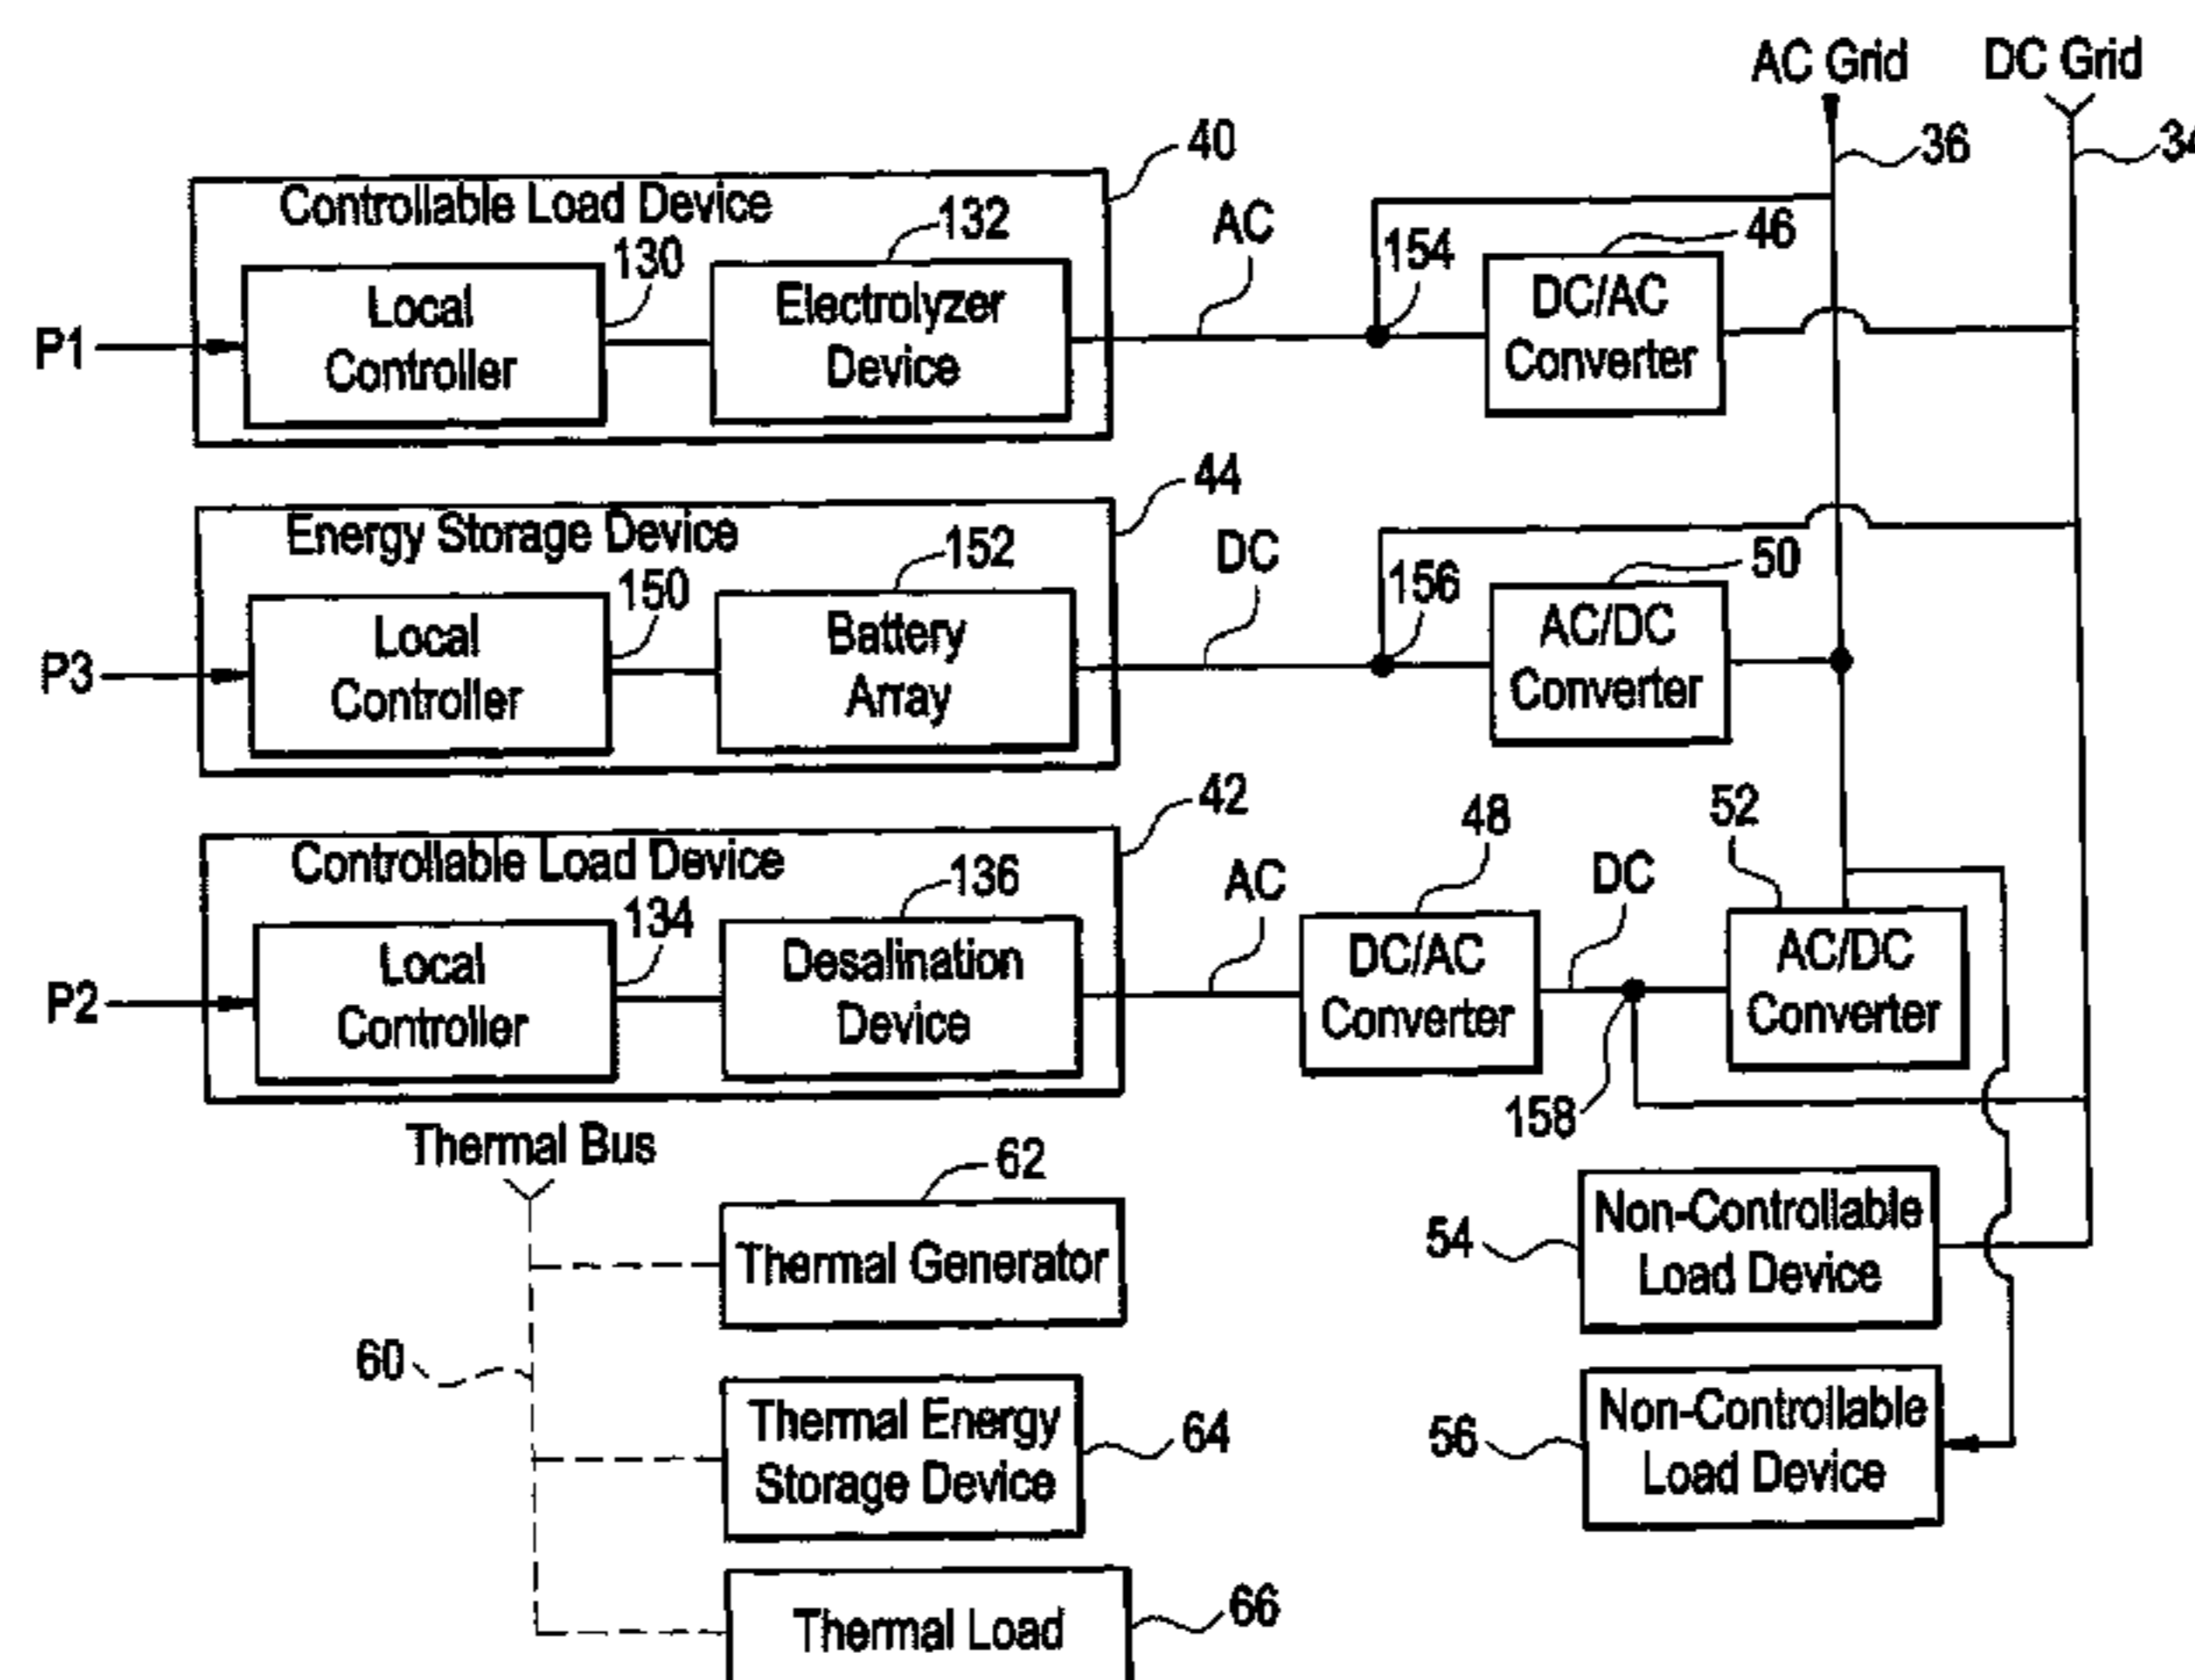 AC Grid
DC Grid
36
34
40
Controllable Load Device
130
132
P1
Local
Controller
Electrolyzer
Device
AC
154
46
DC/AC
Converter
44
Energy Storage Device
150
152
P3
Local
Controller
Battery
Array
DC
156
50
AC/DC
Converter
42
Controllable Load Device
134
136
P2
Local
Controller
Desalination
Device
AC
48
DC/AC
Converter
DC
52
AC/DC
Converter
158
Thermal Bus
60
62
Thermal Generator
Thermal Energy
Storage Device
64
Thermal Load
66
54
Non-Controllable
Load Device
56
Non-Controllable
Load Device